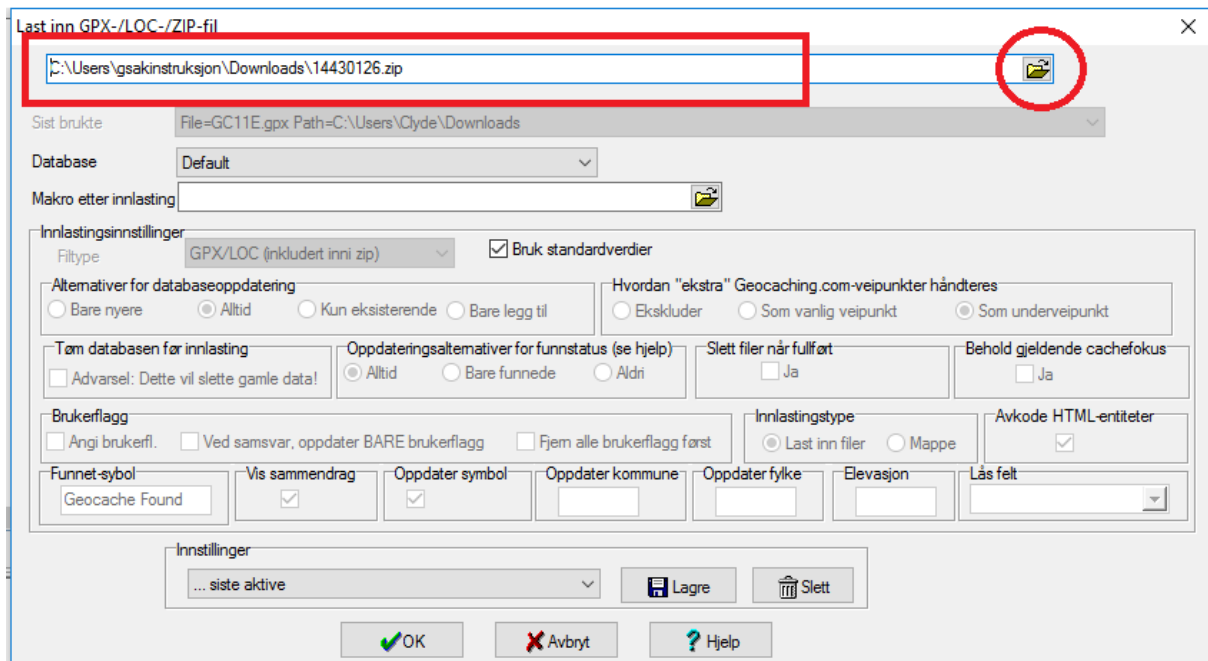 Last inn GPX-/LOC-/ZIP-fil
C:\Users\gsakinstruksjon\Downloads\14430126.zip
Sist brukte File=GC11E.gpx Path=C:\Users\Clyde\Downloads
Database Default
Makro etter innlasting
Innlastingsinnstillinger
Filtype GPX/LOC (inkludert inni zip) Bruk standardverdier
Alternativer for databaseoppdatering Hvordan "ekstra" Geocaching.com-veipunkter håndteres
Bare nyere Alltid Kun eksisterende Bare legg til Ekskluder Som vanlig veipunkt Som underveipunkt
Tøm databasen før innlasting Oppdateringsalternativer for funnstatus (se hjelp) Slett filer når fullført Behold gjeldende cachefokus
Advarsel: Dette vil slette gamle data! Alltid Bare funnede Aldri Ja Ja
Brukerflagg Innlastingstype Avkode HTML-entiteter
Angi brukerfl. Ved samsvar, oppdater BARE brukerflagg Fjern alle brukerflagg først Last inn filer Mappe
Funnet-sybol Vis sammendrag Oppdater symbol Oppdater kommune Oppdater fylke Elevasjon Lås felt
Geocache Found
Innstillinger
... siste aktive Lagre Slett
OK Avbryt Hjelp